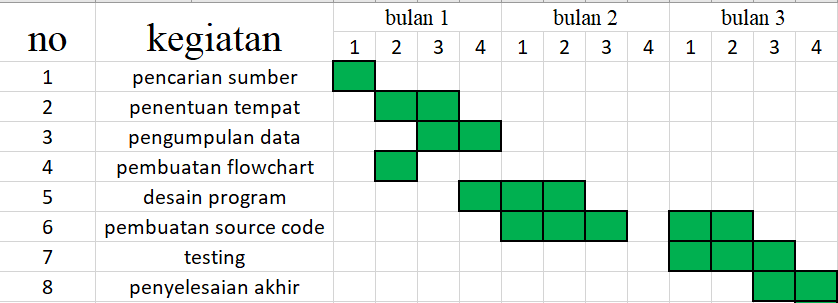 no kegiatan bulan 1 bulan 2 bulan 3
1 2 3 4 1 2 3 4 1 2 3 4
1 pencarian sumber
2 penentuan tempat
3 pengumpulan data
4 pembuatan flowchart
5 desain program
6 pembuatan source code
7 testing
8 penyelesaian akhir